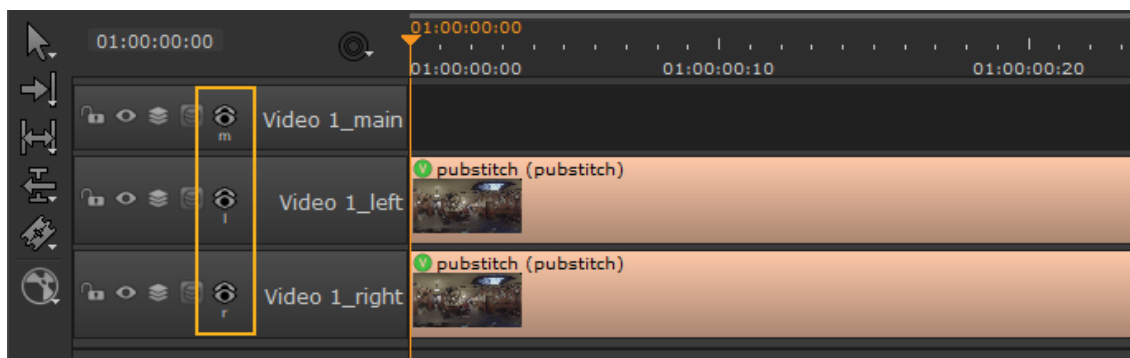 01:00:00:00
01:00:00:00
01:00:00:00 01:00:00:10 01:00:00:20
m Video 1_main
V pubstitch (pubstitch)
l Video 1_left
V pubstitch (pubstitch)
r Video 1_right